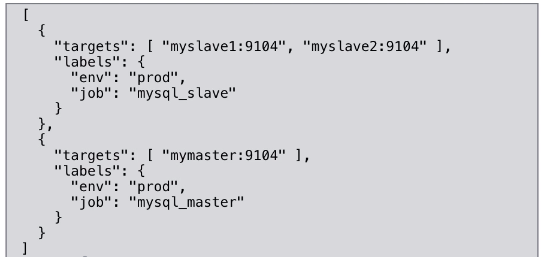 [
  {
    "targets": [ "myslave1:9104", "myslave2:9104" ],
    "labels": {
      "env": "prod",
      "job": "mysql_slave"
    }
  },
  {
    "targets": [ "mymaster:9104" ],
    "labels": {
      "env": "prod",
      "job": "mysql_master"
    }
  }
]